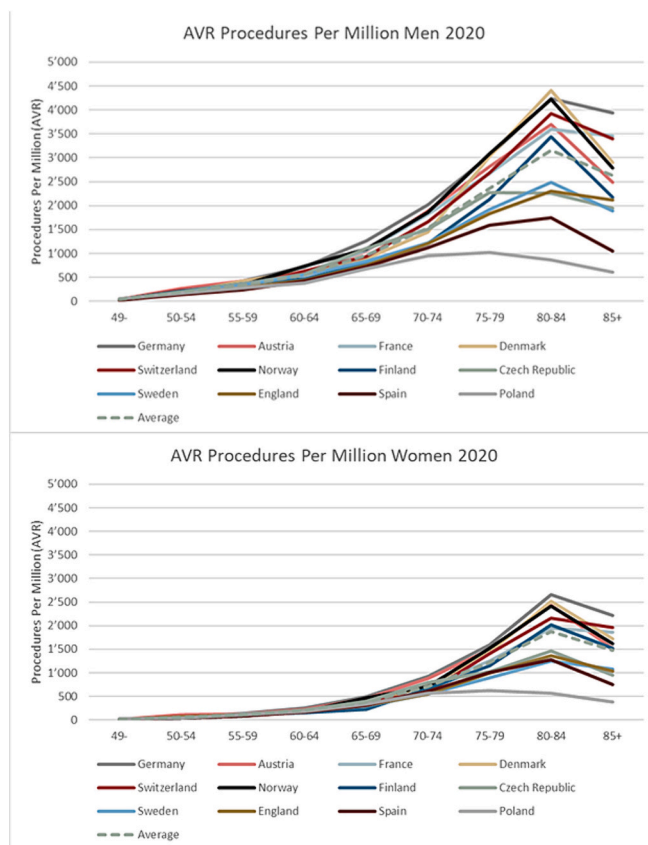 AVR Procedures Per Million Men 2020
Procedures Per Million (AVR)
5'000
4'500
4'000
3'500
3'000
2'500
2'000
1'500
1'000
500
0
49- 50-54 55-59 60-64 65-69 70-74 75-79 80-84 85+
Germany Austria France Denmark
Switzerland Norway Finland Czech Republic
Sweden England Spain Poland
Average
AVR Procedures Per Million Women 2020
Procedures Per Million (AVR)
5'000
4'500
4'000
3'500
3'000
2'500
2'000
1'500
1'000
500
0
49- 50-54 55-59 60-64 65-69 70-74 75-79 80-84 85+
Germany Austria France Denmark
Switzerland Norway Finland Czech Republic
Sweden England Spain Poland
Average